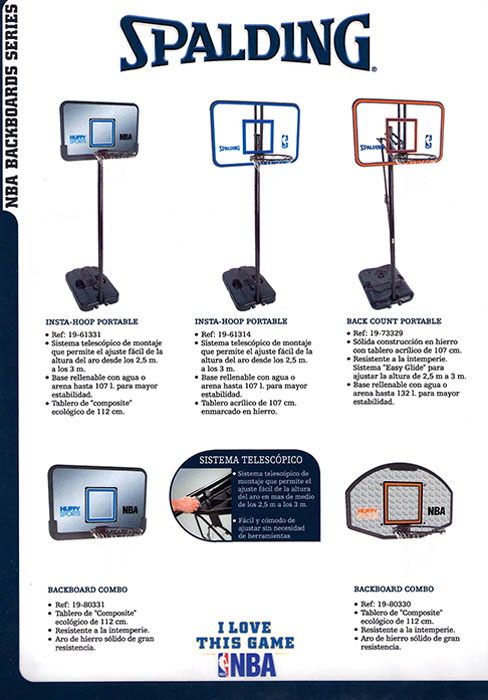 NBA BACKBOARDS SERIES
SPALDING®
HUFFY
SPORTS
NBA
SPALDING
SPALDING
INSTA-HOOP PORTABLE
• Ref: 19-61331
• Sistema telescópico de montaje
que permite el ajuste fácil de la
altura del aro desde los 2,5 m.
a los 3 m.
• Base rellenable con agua o
arena hasta 107 l. para mayor
estabilidad.
• Tablero de "composite"
ecológico de 112 cm.
INSTA-HOOP PORTABLE
• Ref: 19-61314
• Sistema telescópico de montaje
que permite el ajuste fácil de la
altura del aro desde los 2,5 m.
a los 3 m.
• Base rellenable con agua o
arena hasta 107 l. para mayor
estabilidad.
• Tablero acrílico de 107 cm.
enmarcado en hierro.
BACK COUNT PORTABLE
• Ref: 19-73329
• Sólida construcción en hierro
con tablero acrílico de 107 cm.
• Resistente a la intemperie.
Sistema "Easy Glide" para
ajustar la altura de 2,5 m a 3 m.
• Base rellenable con agua o
arena hasta 132 l. para mayor
estabilidad.
HUFFY
SPORTS
NBA
SISTEMA TELESCÓPICO
• Sistema telescópico de
montaje que permite el
ajuste fácil de la altura
del aro en mas de medio
de los 2,5 m a los 3 m.
• Fácil y cómodo de
ajustar sin necesidad
de herramientas
HUFFY
NBA
BACKBOARD COMBO
• Ref: 19-80331
• Tablero de "Composite"
ecológico de 112 cm.
• Resistente a la intemperie.
• Aro de hierro sólido de gran
resistencia.
I LOVE
THIS GAME
NBA
BACKBOARD COMBO
• Ref: 19-80330
• Tablero de "Composite"
ecológico de 112 cm.
• Resistente a la intemperie.
• Aro de hierro sólido de gran
resistencia.